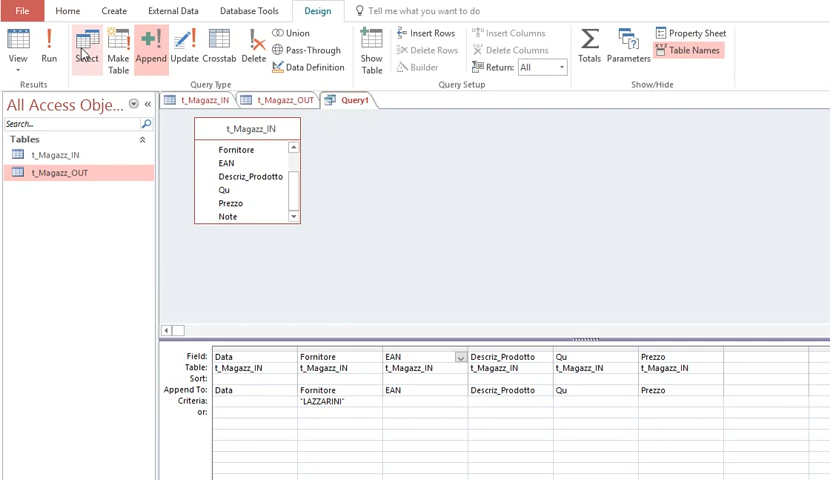 File Home Create External Data Database Tools Design Tell me what you want to do
View Run Select Make Table Append Update Crosstab Delete Union Pass-Through Data Definition Show Table Insert Rows Delete Rows Builder Insert Columns Delete Columns Return: All Totals Parameters Property Sheet XYZ Table Names
Results Query Type Query Setup Show/Hide
All Access Obje... «
Search...
Tables
t_Magazz_IN
t_Magazz_OUT
t_Magazz_IN t_Magazz_OUT Query1
t_Magazz_IN
Fornitore
EAN
Descriz_Prodotto
Qu
Prezzo
Note
Field: Data Fornitore EAN Descriz_Prodotto Qu Prezzo
Table: t_Magazz_IN t_Magazz_IN t_Magazz_IN t_Magazz_IN t_Magazz_IN t_Magazz_IN
Sort:
Append To: Data Fornitore EAN Descriz_Prodotto Qu Prezzo
Criteria: "LAZZARINI"
or: